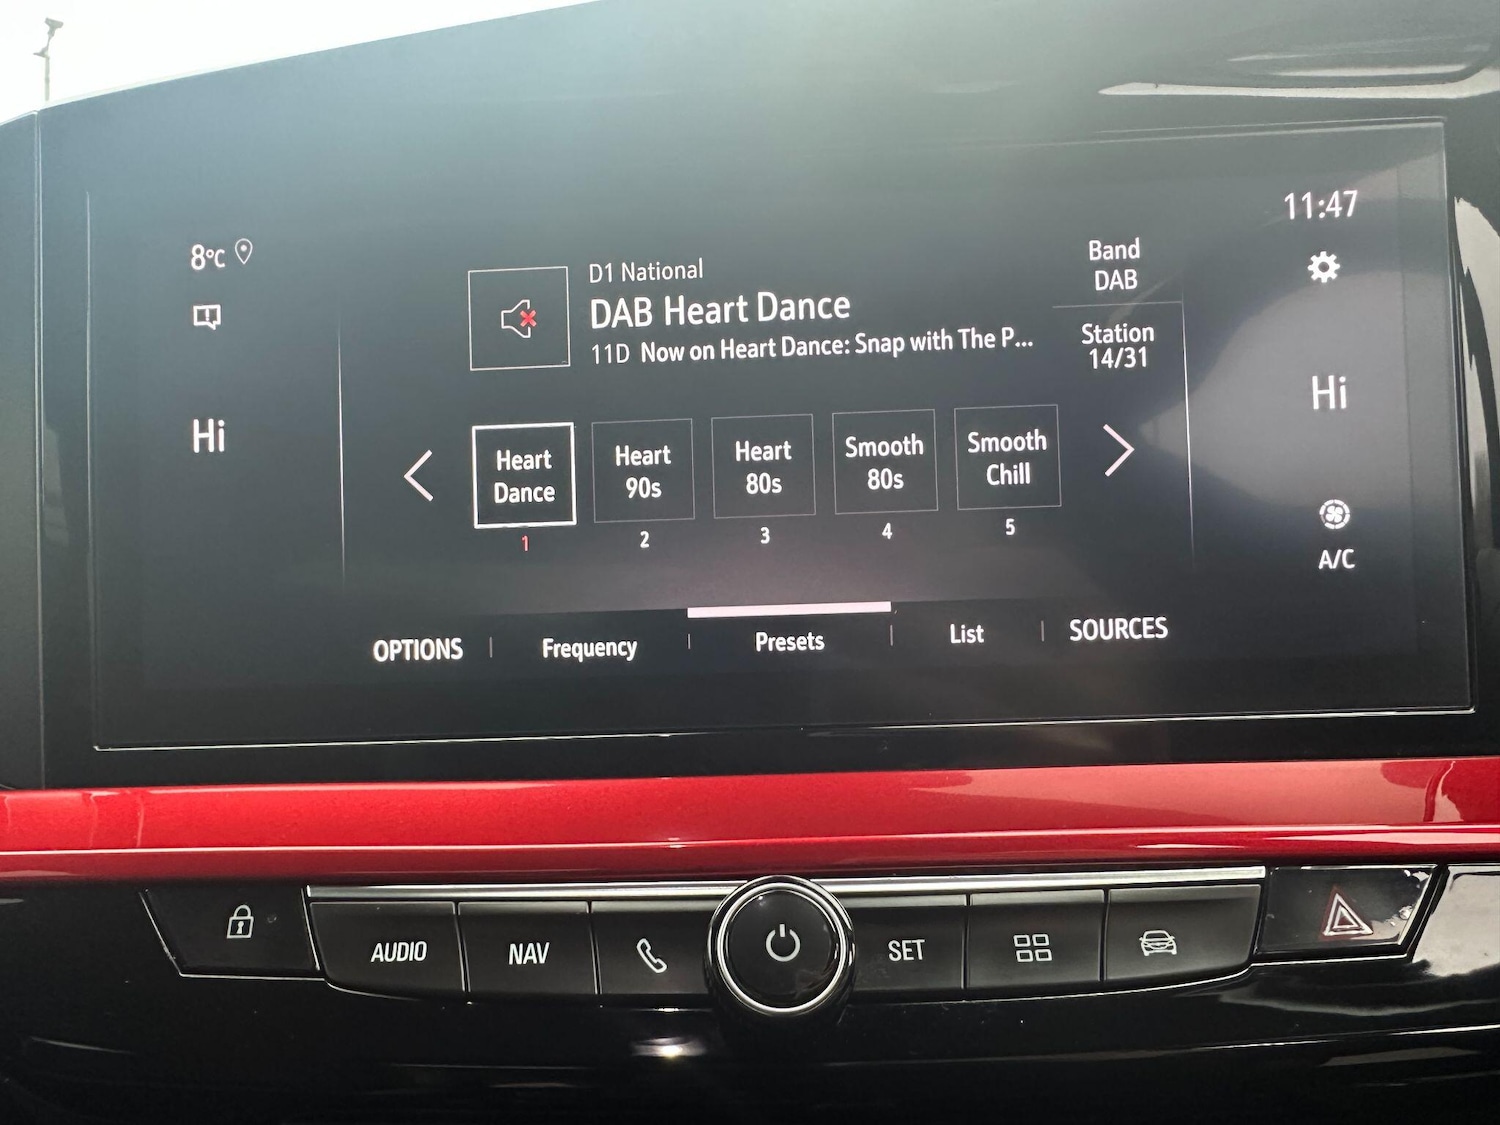 11:47
8°C
D1 National
DAB Heart Dance
11D Now on Heart Dance: Snap with The P...
Band
DAB
Station
14/31
Hi
Hi
Heart
Dance
1
Heart
90s
2
Heart
80s
3
Smooth
80s
4
Smooth
Chill
5
A/C
OPTIONS
Frequency
Presets
List
SOURCES
AUDIO
NAV
SET